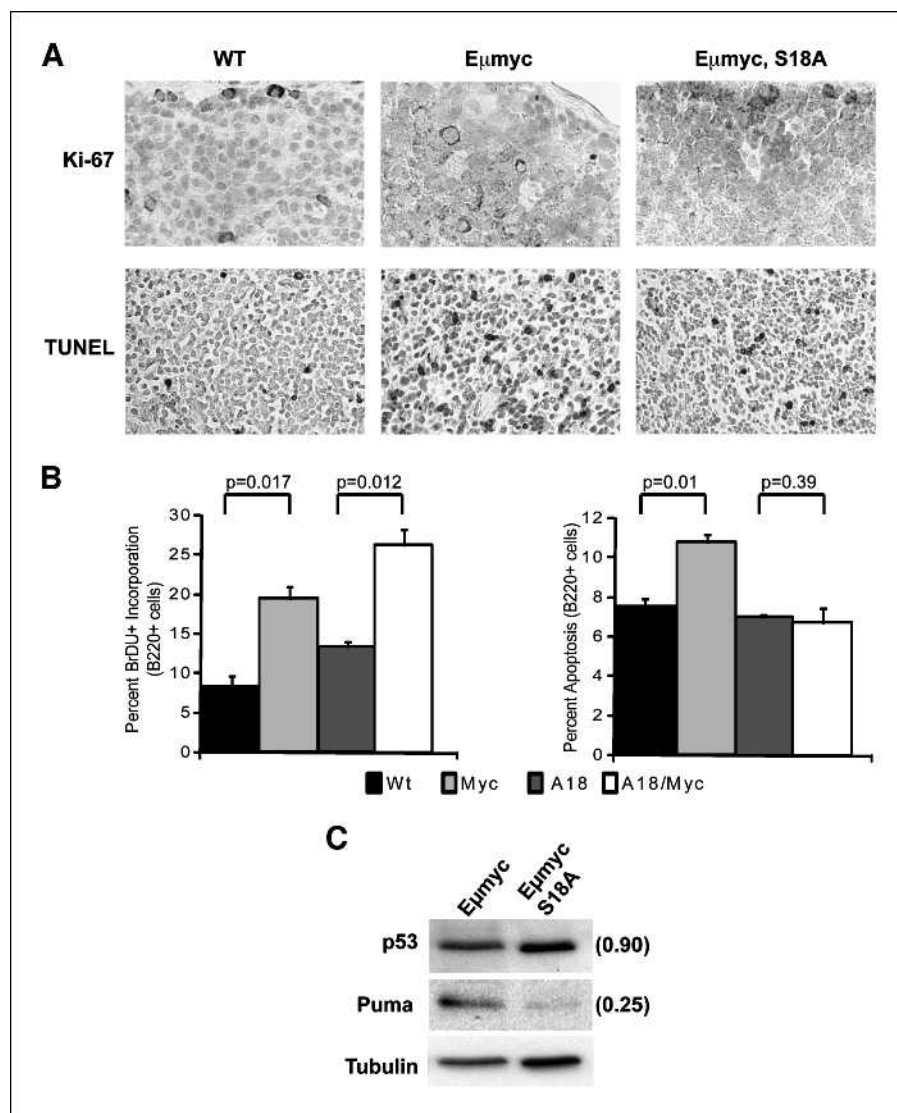 A
WT
Eμmyc
Eμmyc, S18A
Ki-67
TUNEL
B
p=0.017
p=0.012
30
25
20
15
10
5
0
Percent BrDU+ Incorporation
(B220+ cells)
p=0.01
p=0.39
12
10
8
6
4
2
0
Percent Apoptosis (B220+ cells)
Wt
Myc
A18
A18/Myc
C
Eμmyc
Eμmyc
S18A
p53
(0.90)
Puma
(0.25)
Tubulin